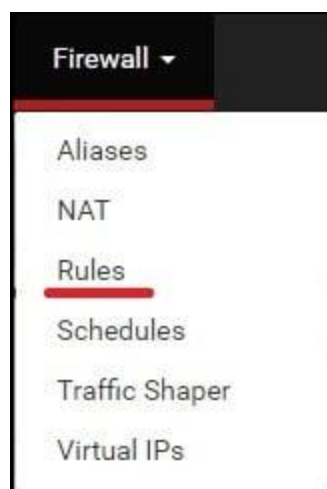 Firewall
Aliases
NAT
Rules
Schedules
Traffic Shaper
Virtual IPs